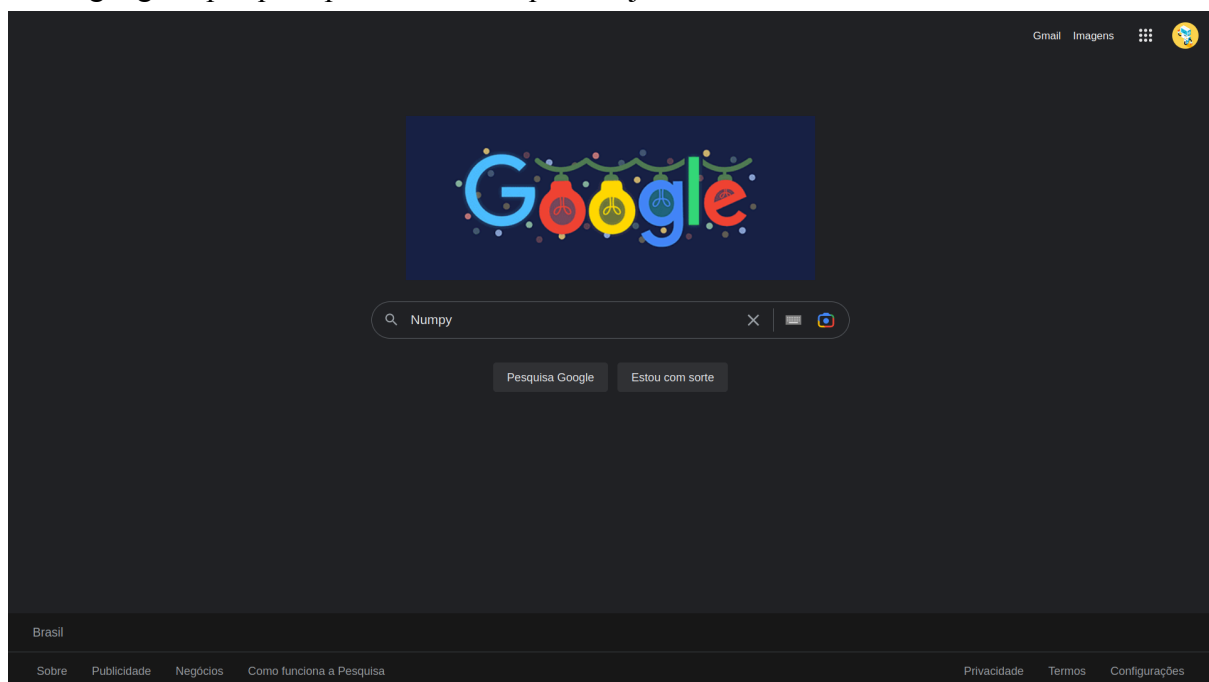 Gmail Imagens
Google
Numpy
Pesquisa Google Estou com sorte
Brasil
Sobre Publicidade Negócios Como funciona a Pesquisa Privacidade Termos Configurações